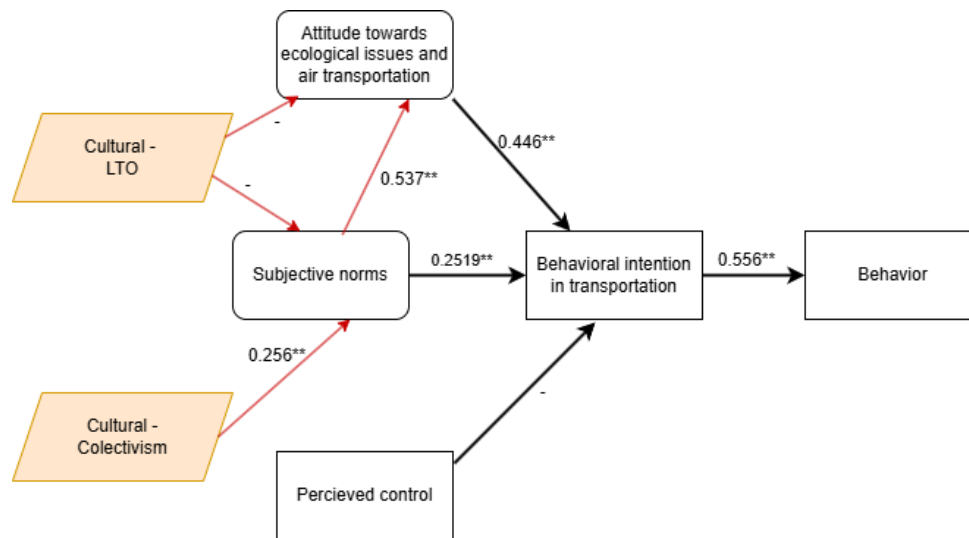 Attitude towards
ecological issues and
air transportation
Cultural -
LTO
-
-
0.537**
0.446**
Subjective norms
0.2519**
Behavioral intention
in transportation
0.556**
Behavior
0.256**
Cultural -
Colectivism
-
Percieved control